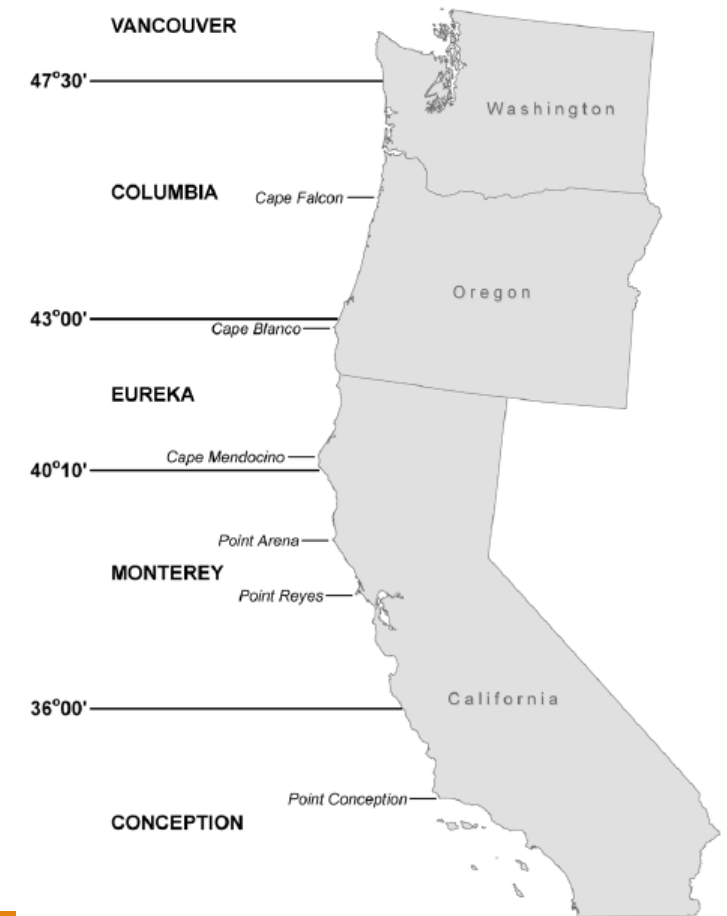 VANCOUVER
47°30'
Washington
COLUMBIA
Cape Falcon
Oregon
43°00'
Cape Blanco
EUREKA
Cape Mendocino
40°10'
Point Arena
MONTEREY
Point Reyes
California
36°00'
Point Conception
CONCEPTION